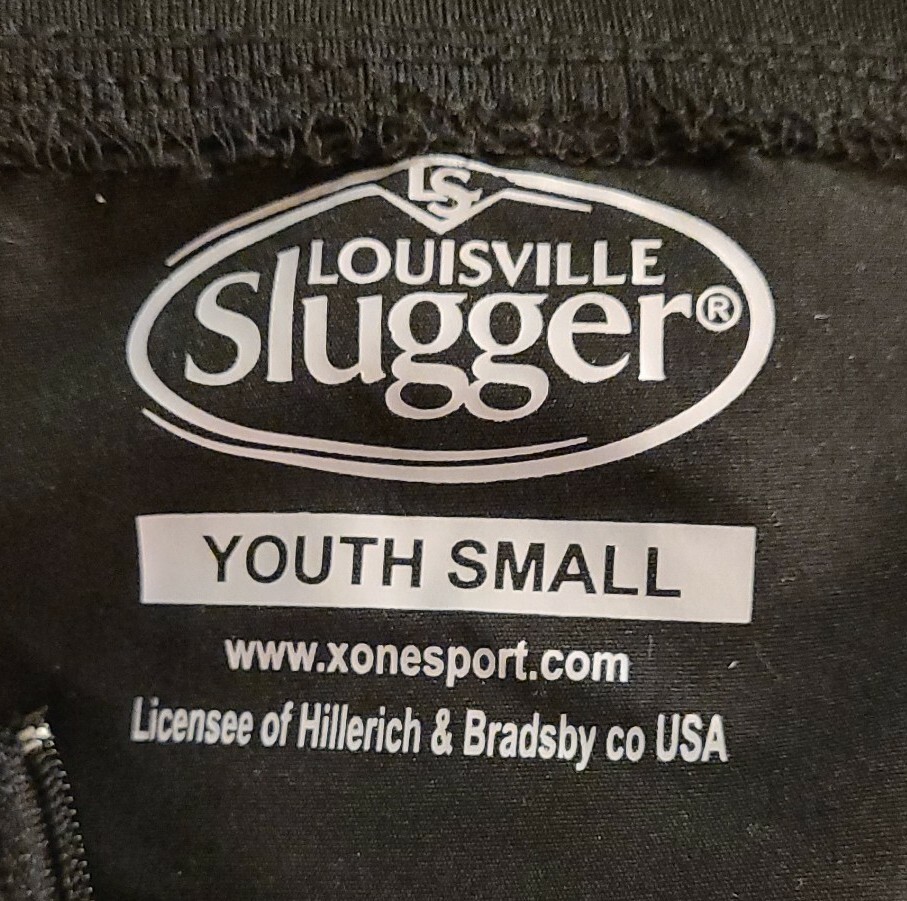 LS
LOUISVILLE
Slugger®
YOUTH SMALL
www.xonesport.com
Licensee of Hillerich & Bradsby co USA